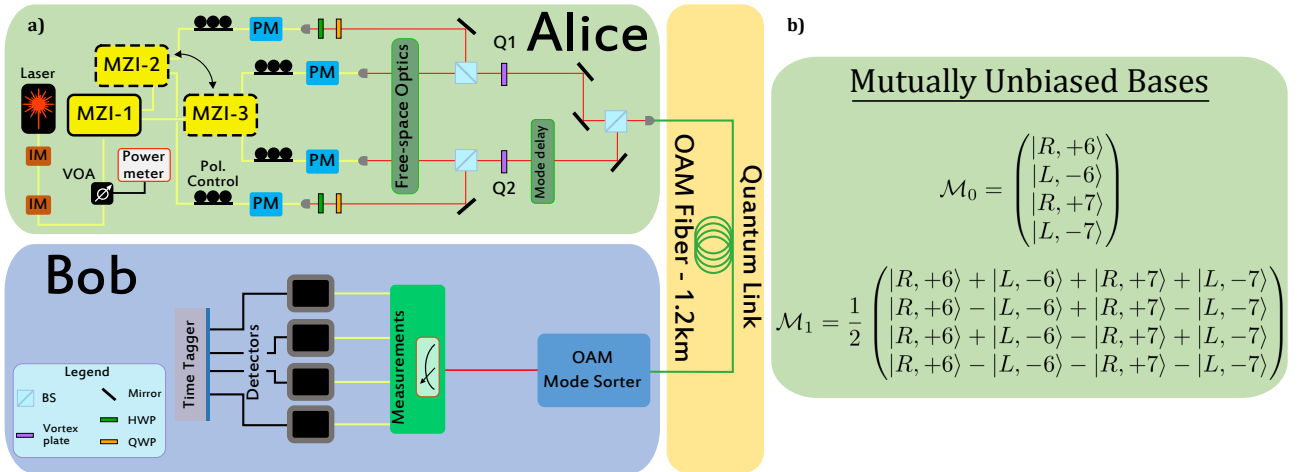 a)
Alice
Laser
MZI-2
MZI-1
MZI-3
IM
IM
VOA
Power
meter
Pol.
Control
PM
PM
PM
PM
Free-space Optics
Q1
Q2
Mode delay
OAM Fiber - 1.2km
Quantum Link
Bob
Time Tagger
Detectors
Measurements
OAM
Mode Sorter
Legend
BS
Mirror
HWP
Vortex
plate
QWP
b)
Mutually Unbiased Bases
|R, +6⟩
|L, −6⟩
ℳ₀ =
|R, +7⟩
|L, −7⟩
|R, +6⟩ + |L, −6⟩ + |R, +7⟩ + |L, −7⟩
|R, +6⟩ − |L, −6⟩ + |R, +7⟩ − |L, −7⟩
ℳ₁ = 1/2
|R, +6⟩ + |L, −6⟩ − |R, +7⟩ + |L, −7⟩
|R, +6⟩ − |L, −6⟩ − |R, +7⟩ − |L, −7⟩